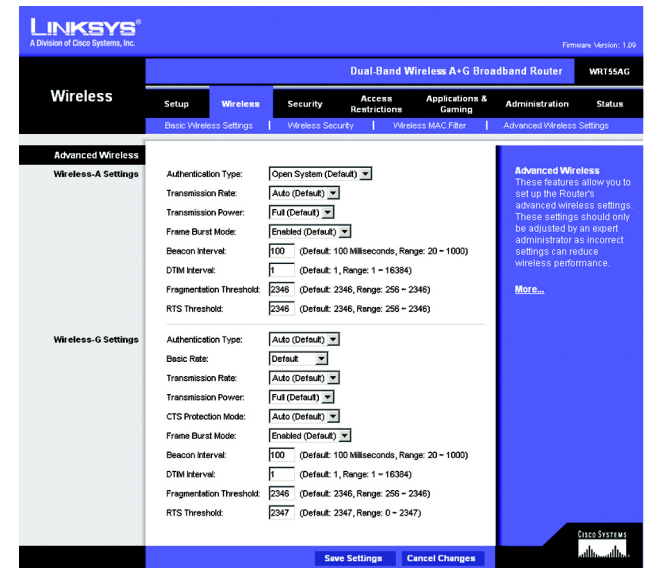 LINKSYS®
A Division of Cisco Systems, Inc.
Firmware Version: 1.09
Dual-Band Wireless A+G Broadband Router WRT55AG
Wireless
Setup Wireless Security Access Restrictions Applications & Gaming Administration Status
Basic Wireless Settings | Wireless Security | Wireless MAC Filter | Advanced Wireless Settings
Advanced Wireless
Wireless-A Settings
Authentication Type: Open System (Default)
Transmission Rate: Auto (Default)
Transmission Power: Full (Default)
Frame Burst Mode: Enabled (Default)
Beacon Interval: 100 (Default: 100 Milliseconds, Range: 20 ~ 1000)
DTIM Interval: 1 (Default: 1, Range: 1 ~ 16384)
Fragmentation Threshold: 2346 (Default: 2346, Range: 256 ~ 2346)
RTS Threshold: 2346 (Default: 2346, Range: 256 ~ 2346)
Wireless-G Settings
Authentication Type: Auto (Default)
Basic Rate: Default
Transmission Rate: Auto (Default)
Transmission Power: Full (Default)
CTS Protection Mode: Auto (Default)
Frame Burst Mode: Enabled (Default)
Beacon Interval: 100 (Default: 100 Milliseconds, Range: 20 ~ 1000)
DTIM Interval: 1 (Default: 1, Range: 1 ~ 16384)
Fragmentation Threshold: 2346 (Default: 2346, Range: 256 ~ 2346)
RTS Threshold: 2347 (Default: 2347, Range: 0 ~ 2347)
Advanced Wireless
These features allow you to
set up the Router's
advanced wireless settings.
These settings should only
be adjusted by an expert
administrator as incorrect
settings can reduce
wireless performance.
More...
Save Settings Cancel Changes
CISCO SYSTEMS